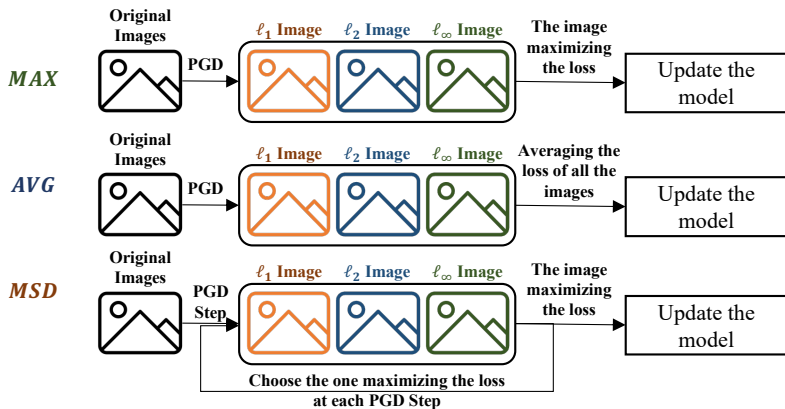 Original
Images
ℓ1 Image ℓ2 Image ℓ∞ Image
The image
maximizing
the loss
MAX
PGD
Update the
model
Original
Images
ℓ1 Image ℓ2 Image ℓ∞ Image
Averaging the
loss of all the
images
AVG
PGD
Update the
model
Original
Images
ℓ1 Image ℓ2 Image ℓ∞ Image
The image
maximizing
the loss
MSD
PGD
Step
Update the
model
Choose the one maximizing the loss
at each PGD Step